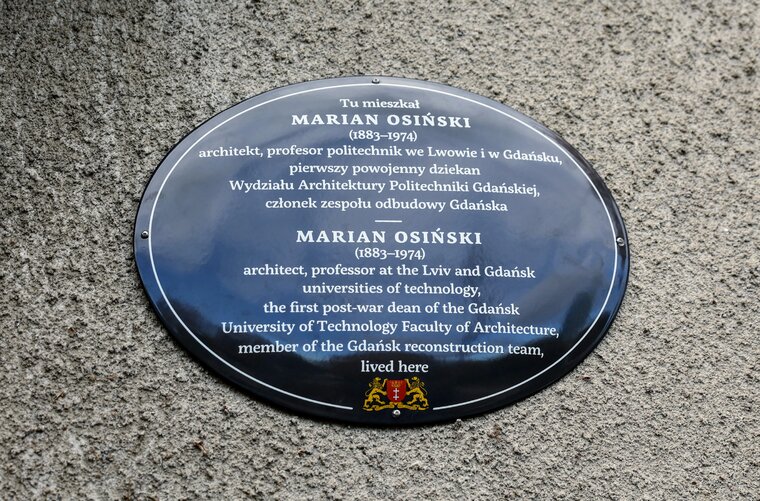 Tu mieszkał
MARIAN OSIŃSKI
(1883–1974)
architekt, profesor politechnik we Lwowie i w Gdańsku,
pierwszy powojenny dziekan
Wydziału Architektury Politechniki Gdańskiej,
członek zespołu odbudowy Gdańska
MARIAN OSIŃSKI
(1883–1974)
architect, professor at the Lviv and Gdańsk
universities of technology,
the first post-war dean of the Gdańsk
University of Technology Faculty of Architecture,
member of the Gdańsk reconstruction team,
lived here